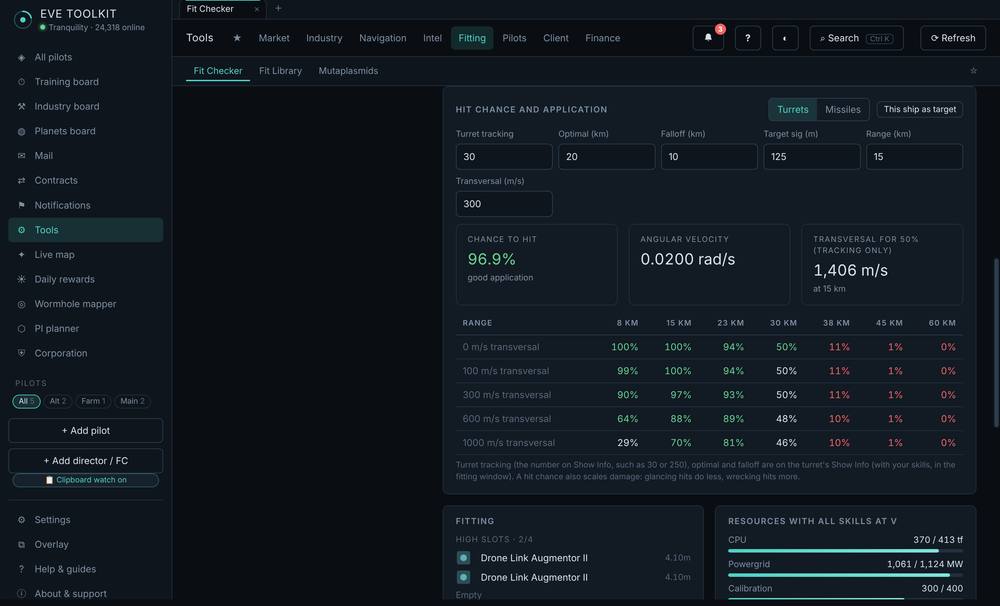 EVE TOOLKIT
Tranquility · 24,318 online
All pilots
Training board
Industry board
Planets board
Mail
Contracts
Notifications
Tools
Live map
Daily rewards
Wormhole mapper
PI planner
Corporation
PILOTS
All 5
Alt 2
Farm 1
Main 2
+ Add pilot
+ Add director / FC
Clipboard watch on
Settings
Overlay
? Help & guides
About & support
Fit Checker × +
Tools ★ Market Industry Navigation Intel Fitting Pilots Client Finance 3 ? Search Ctrl K Refresh
Fit Checker Fit Library Mutaplasmids
HIT CHANCE AND APPLICATION
Turrets Missiles This ship as target
Turret tracking Optimal (km) Falloff (km) Target sig (m) Range (km)
30 20 10 125 15
Transversal (m/s)
300
CHANCE TO HIT
96.9%
good application
ANGULAR VELOCITY
0.0200 rad/s
TRANSVERSAL FOR 50%
(TRACKING ONLY)
1,406 m/s
at 15 km
RANGE 8 KM 15 KM 23 KM 30 KM 38 KM 45 KM 60 KM
0 m/s transversal 100% 100% 94% 50% 11% 1% 0%
100 m/s transversal 99% 100% 94% 50% 11% 1% 0%
300 m/s transversal 90% 97% 93% 50% 11% 1% 0%
600 m/s transversal 64% 88% 89% 48% 10% 1% 0%
1000 m/s transversal 29% 70% 81% 46% 10% 1% 0%
Turret tracking (the number on Show Info, such as 30 or 250), optimal and falloff are on the turret's Show Info (with your skills, in the
fitting window). A hit chance also scales damage: glancing hits do less, wrecking hits more.
FITTING
HIGH SLOTS · 2/4
Drone Link Augmentor II 4.10m
Drone Link Augmentor II 4.10m
Empty
RESOURCES WITH ALL SKILLS AT V
CPU 370 / 413 tf
Powergrid 1,061 / 1,124 MW
Calibration 300 / 400